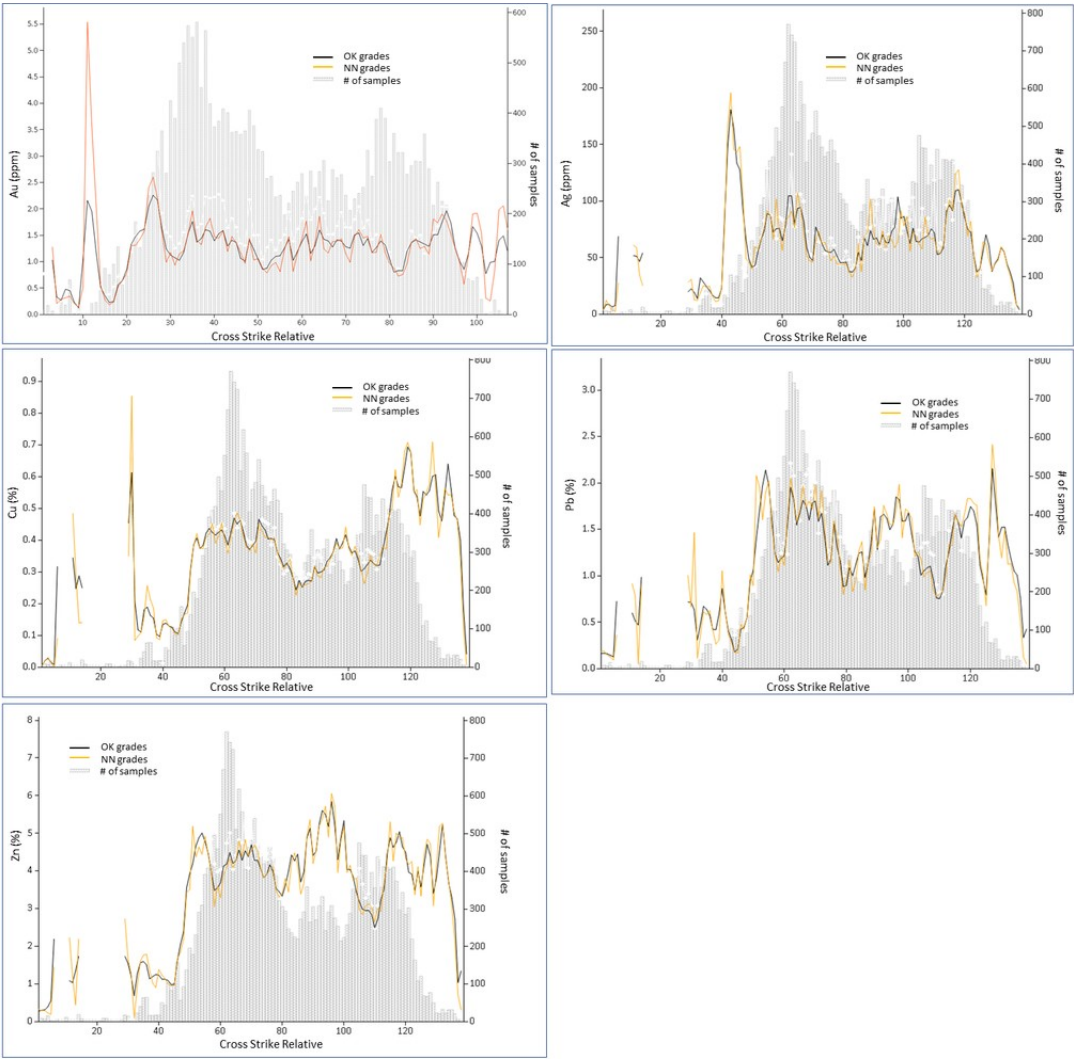 Au (ppm)
5.5
5.0
4.5
4.0
3.5
3.0
2.5
2.0
1.5
1.0
0.5
0.0
OK grades
NN grades
# of samples
600
500
400
300
200
100
0
# of samples
10 20 30 40 50 60 70 80 90 100
Cross Strike Relative
Ag (ppm)
250
200
150
100
50
0
OK grades
NN grades
# of samples
800
700
600
500
400
300
200
100
0
# of samples
20 40 60 80 100 120
Cross Strike Relative
Cu (%)
0.9
0.8
0.7
0.6
0.5
0.4
0.3
0.2
0.1
0.0
OK grades
NN grades
# of samples
800
700
600
500
400
300
200
100
0
# of samples
20 40 60 80 100 120
Cross Strike Relative
Pb (%)
3.0
2.5
2.0
1.5
1.0
0.5
0.0
OK grades
NN grades
# of samples
800
700
600
500
400
300
200
100
0
# of samples
20 40 60 80 100 120
Cross Strike Relative
Zn (%)
8
7
6
5
4
3
2
1
0
OK grades
NN grades
# of samples
800
700
600
500
400
300
200
100
0
# of samples
20 40 60 80 100 120
Cross Strike Relative